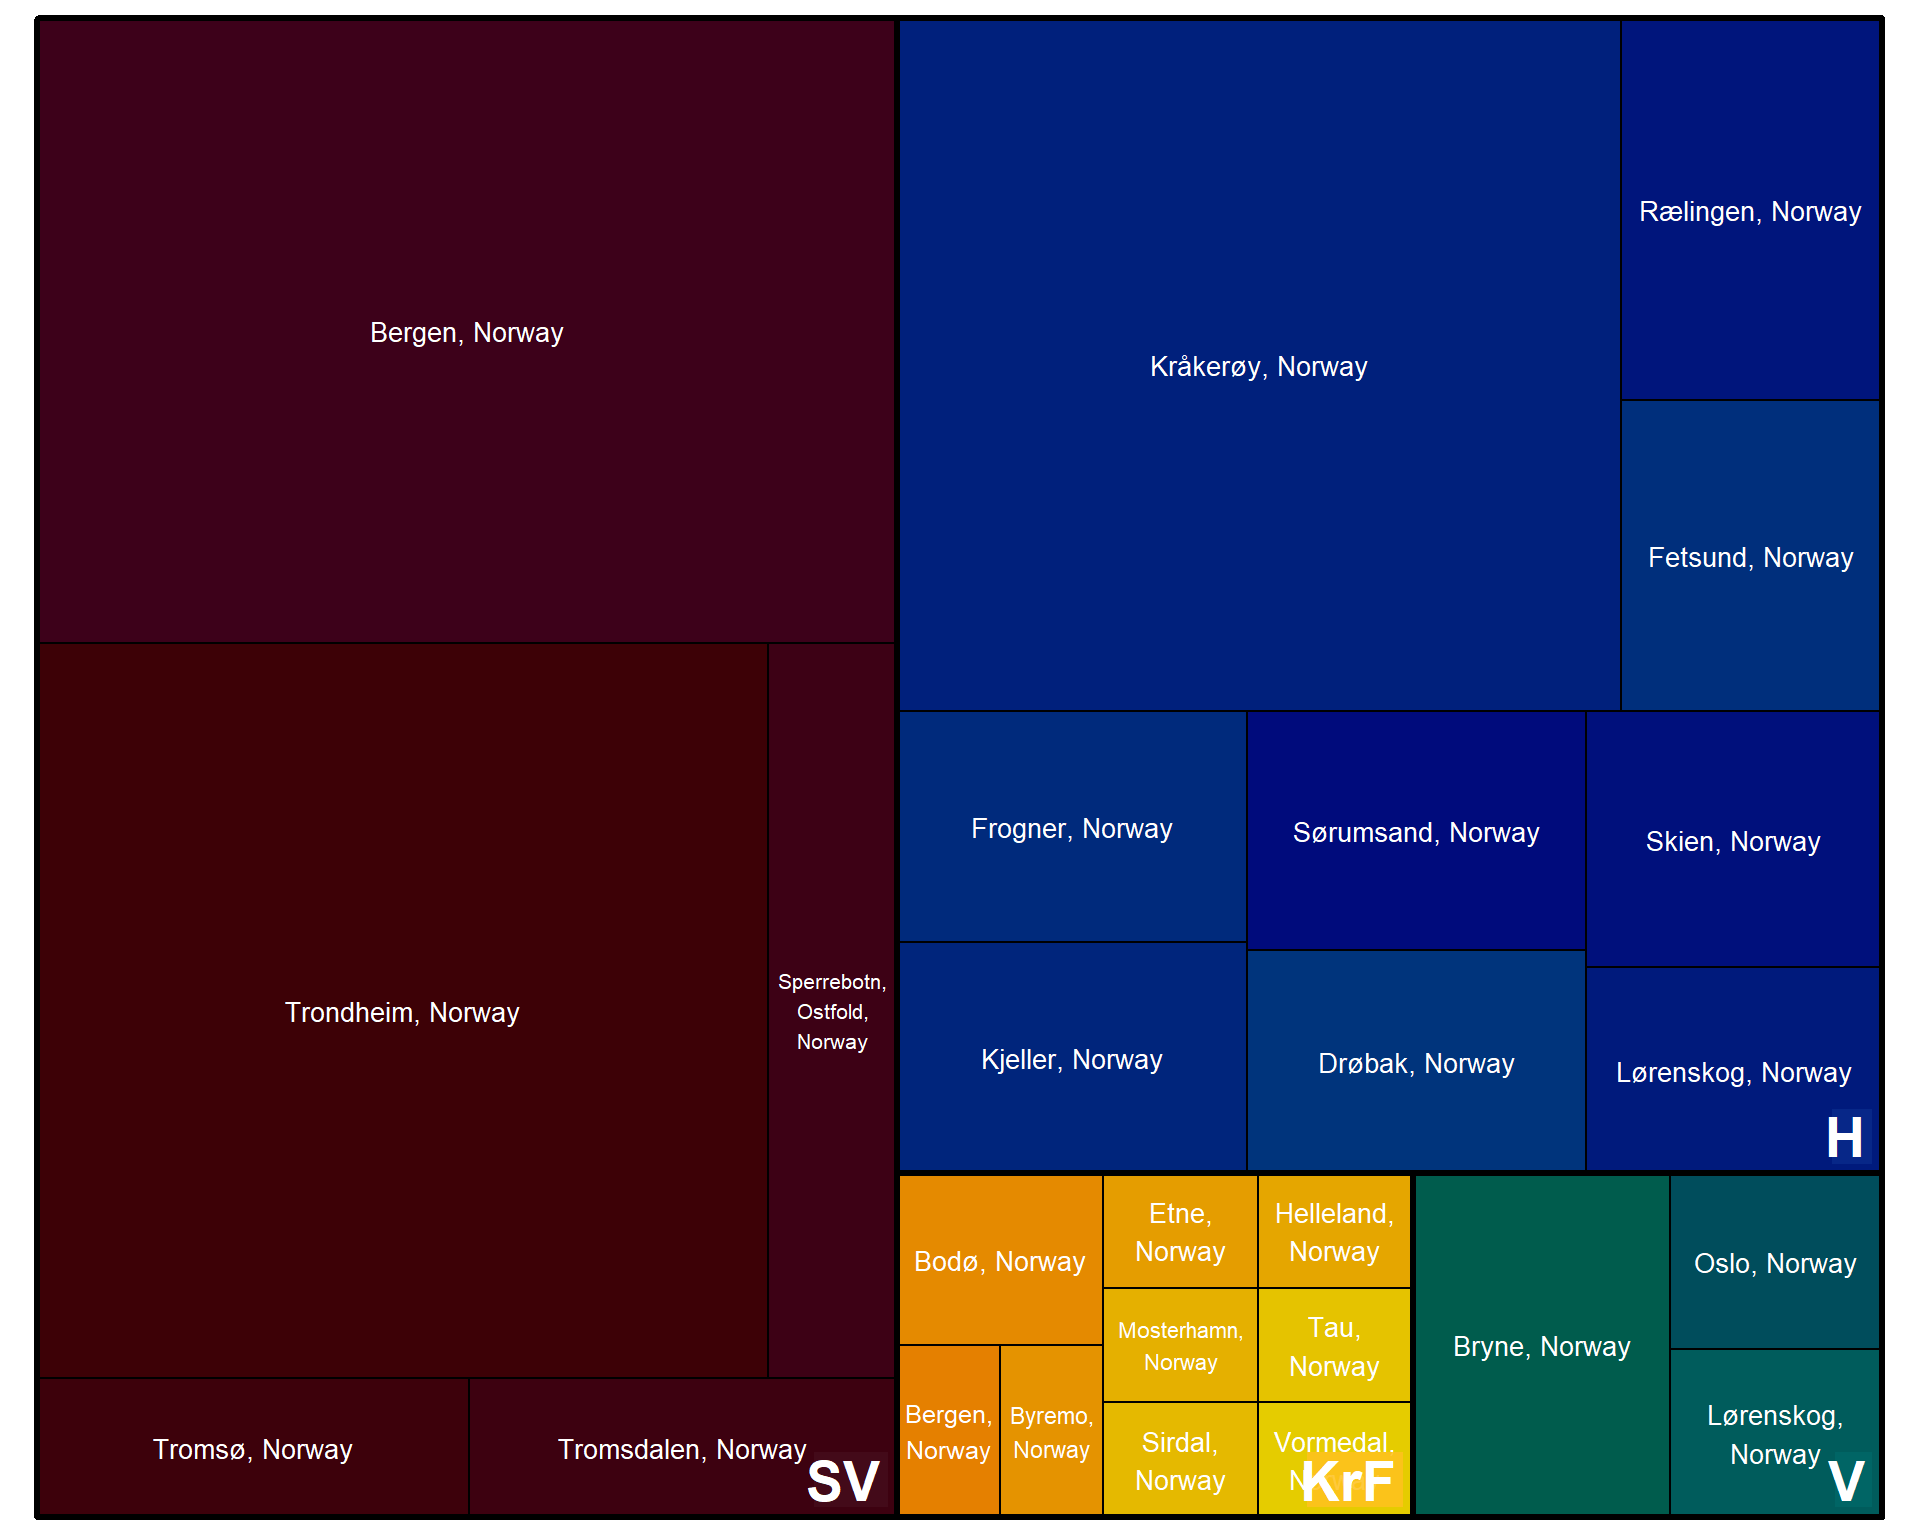 Bergen, Norway
Trondheim, Norway
Sperrebotn,
Ostfold,
Norway
Tromsø, Norway
Tromsdalen, Norway
SV
Kråkerøy, Norway
Rælingen, Norway
Fetsund, Norway
Frogner, Norway
Sørumsand, Norway
Skien, Norway
Kjeller, Norway
Drøbak, Norway
Lørenskog, Norway
H
Bodø, Norway
Etne,
Norway
Helleland,
Norway
Mosterhamn,
Norway
Tau,
Norway
Bergen,
Norway
Byremo,
Norway
Sirdal,
Norway
Vormedal,
KrF
Bryne, Norway
Oslo, Norway
Lørenskog,
Norway
V